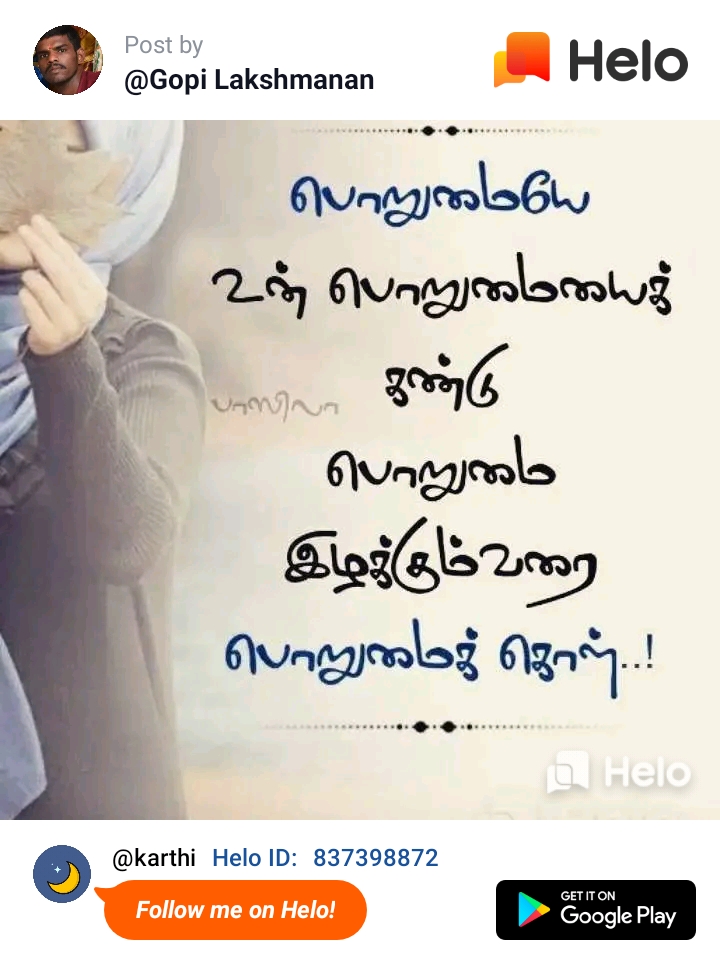 Post by
@Gopi Lakshmanan
Helo
பொறுமையே
உன் பொறுமையைக்
கண்டு
பாஸிலா
பொறுமை
இழக்கும்வரை
பொறுமைக் கொள்..!
Helo
@karthi Helo ID: 837398872
Follow me on Helo!
GET IT ON
Google Play